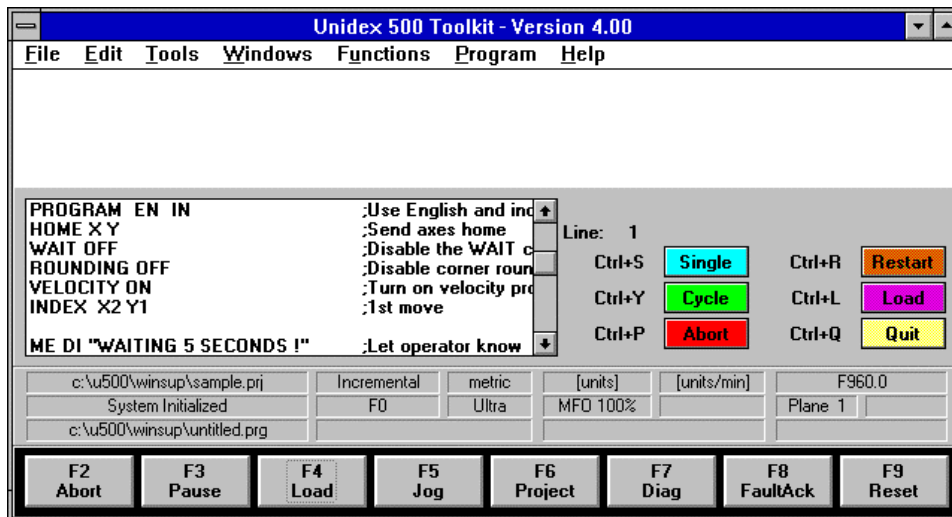 Unidex 500 Toolkit - Version 4.00
File Edit Tools Windows Functions Program Help
PROGRAM EN IN ;Use English and inc
HOME X Y ;Send axes home
WAIT OFF ;Disable the WAIT c
ROUNDING OFF ;Disable corner roun
VELOCITY ON ;Turn on velocity pro
INDEX X2 Y1 ;1st move
ME DI "WAITING 5 SECONDS !" ;Let operator know
Line: 1
Ctrl+S Single Ctrl+R Restart
Ctrl+Y Cycle Ctrl+L Load
Ctrl+P Abort Ctrl+Q Quit
c:\u500\winsup\sample.prj Incremental metric [units] [units/min] F960.0
System Initialized F0 Ultra MFO 100% Plane 1
c:\u500\winsup\untitled.prg
F2 F3 F4 F5 F6 F7 F8 F9
Abort Pause Load Jog Project Diag FaultAck Reset